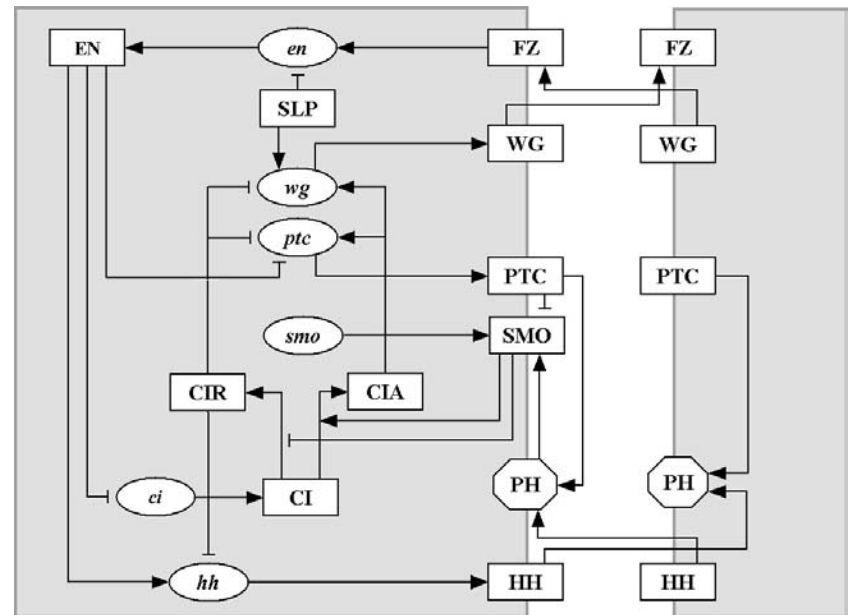 EN
en
FZ
FZ
SLP
WG
WG
wg
ptc
PTC
PTC
smo
SMO
CIR
CIA
ci
CI
PH
PH
hh
HH
HH